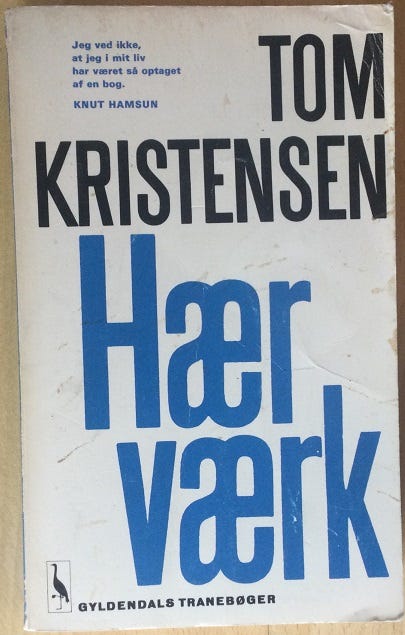 Jeg ved ikke,
at jeg i mit liv
har været så optaget
af en bog.
KNUT HAMSUN
TOM
KRISTENSEN
Hær
værk
GYLDENDALS TRANEBØGER